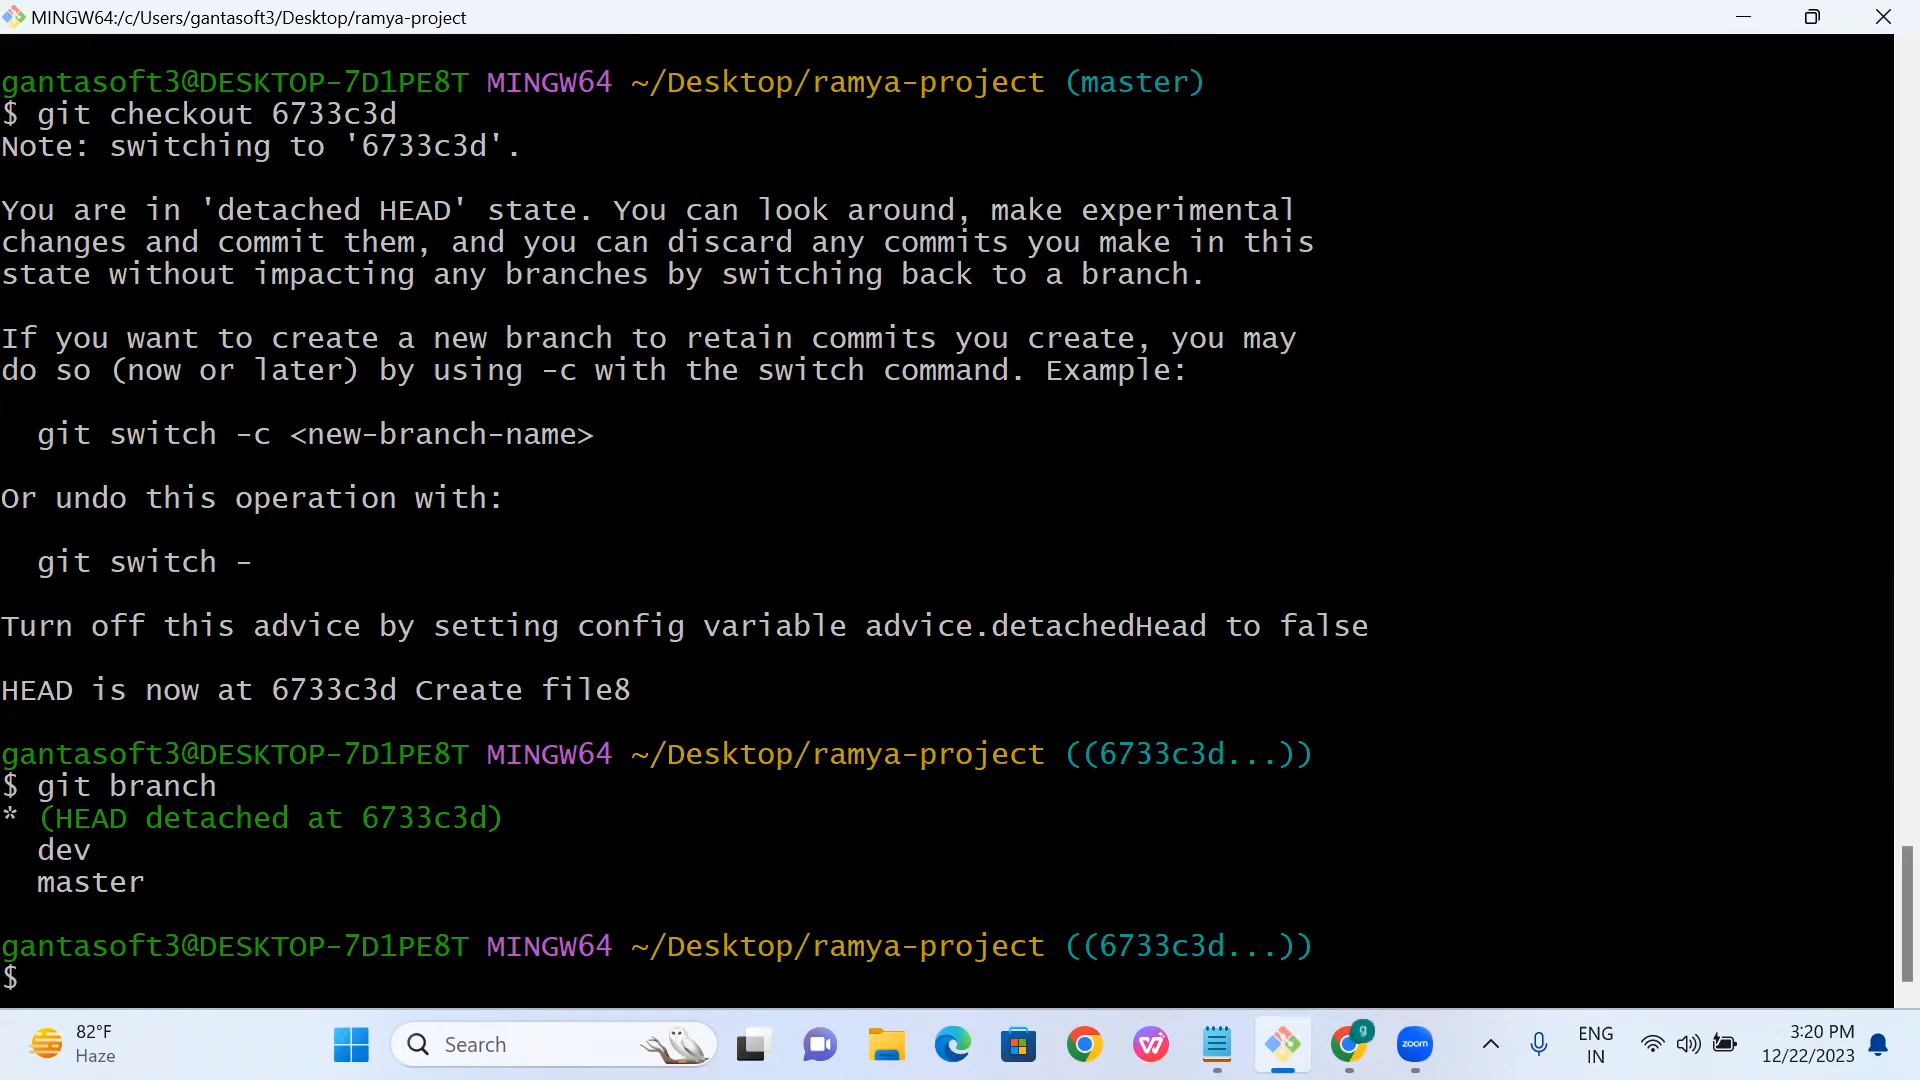 MINGW64:/c/Users/gantasoft3/Desktop/ramya-project
gantasoft3@DESKTOP-7D1PE8T MINGW64 ~/Desktop/ramya-project (master)
$ git checkout 6733c3d
Note: switching to '6733c3d'.
You are in 'detached HEAD' state. You can look around, make experimental
changes and commit them, and you can discard any commits you make in this
state without impacting any branches by switching back to a branch.
If you want to create a new branch to retain commits you create, you may
do so (now or later) by using -c with the switch command. Example:
git switch -c <new-branch-name>
Or undo this operation with:
git switch -
Turn off this advice by setting config variable advice.detachedHead to false
HEAD is now at 6733c3d Create file8
gantasoft3@DESKTOP-7D1PE8T MINGW64 ~/Desktop/ramya-project ((6733c3d...))
$ git branch
* (HEAD detached at 6733c3d)
dev
master
gantasoft3@DESKTOP-7D1PE8T MINGW64 ~/Desktop/ramya-project ((6733c3d...))
$
82°F
Haze
Search
g
zoom
ENG
IN
3:20 PM
12/22/2023